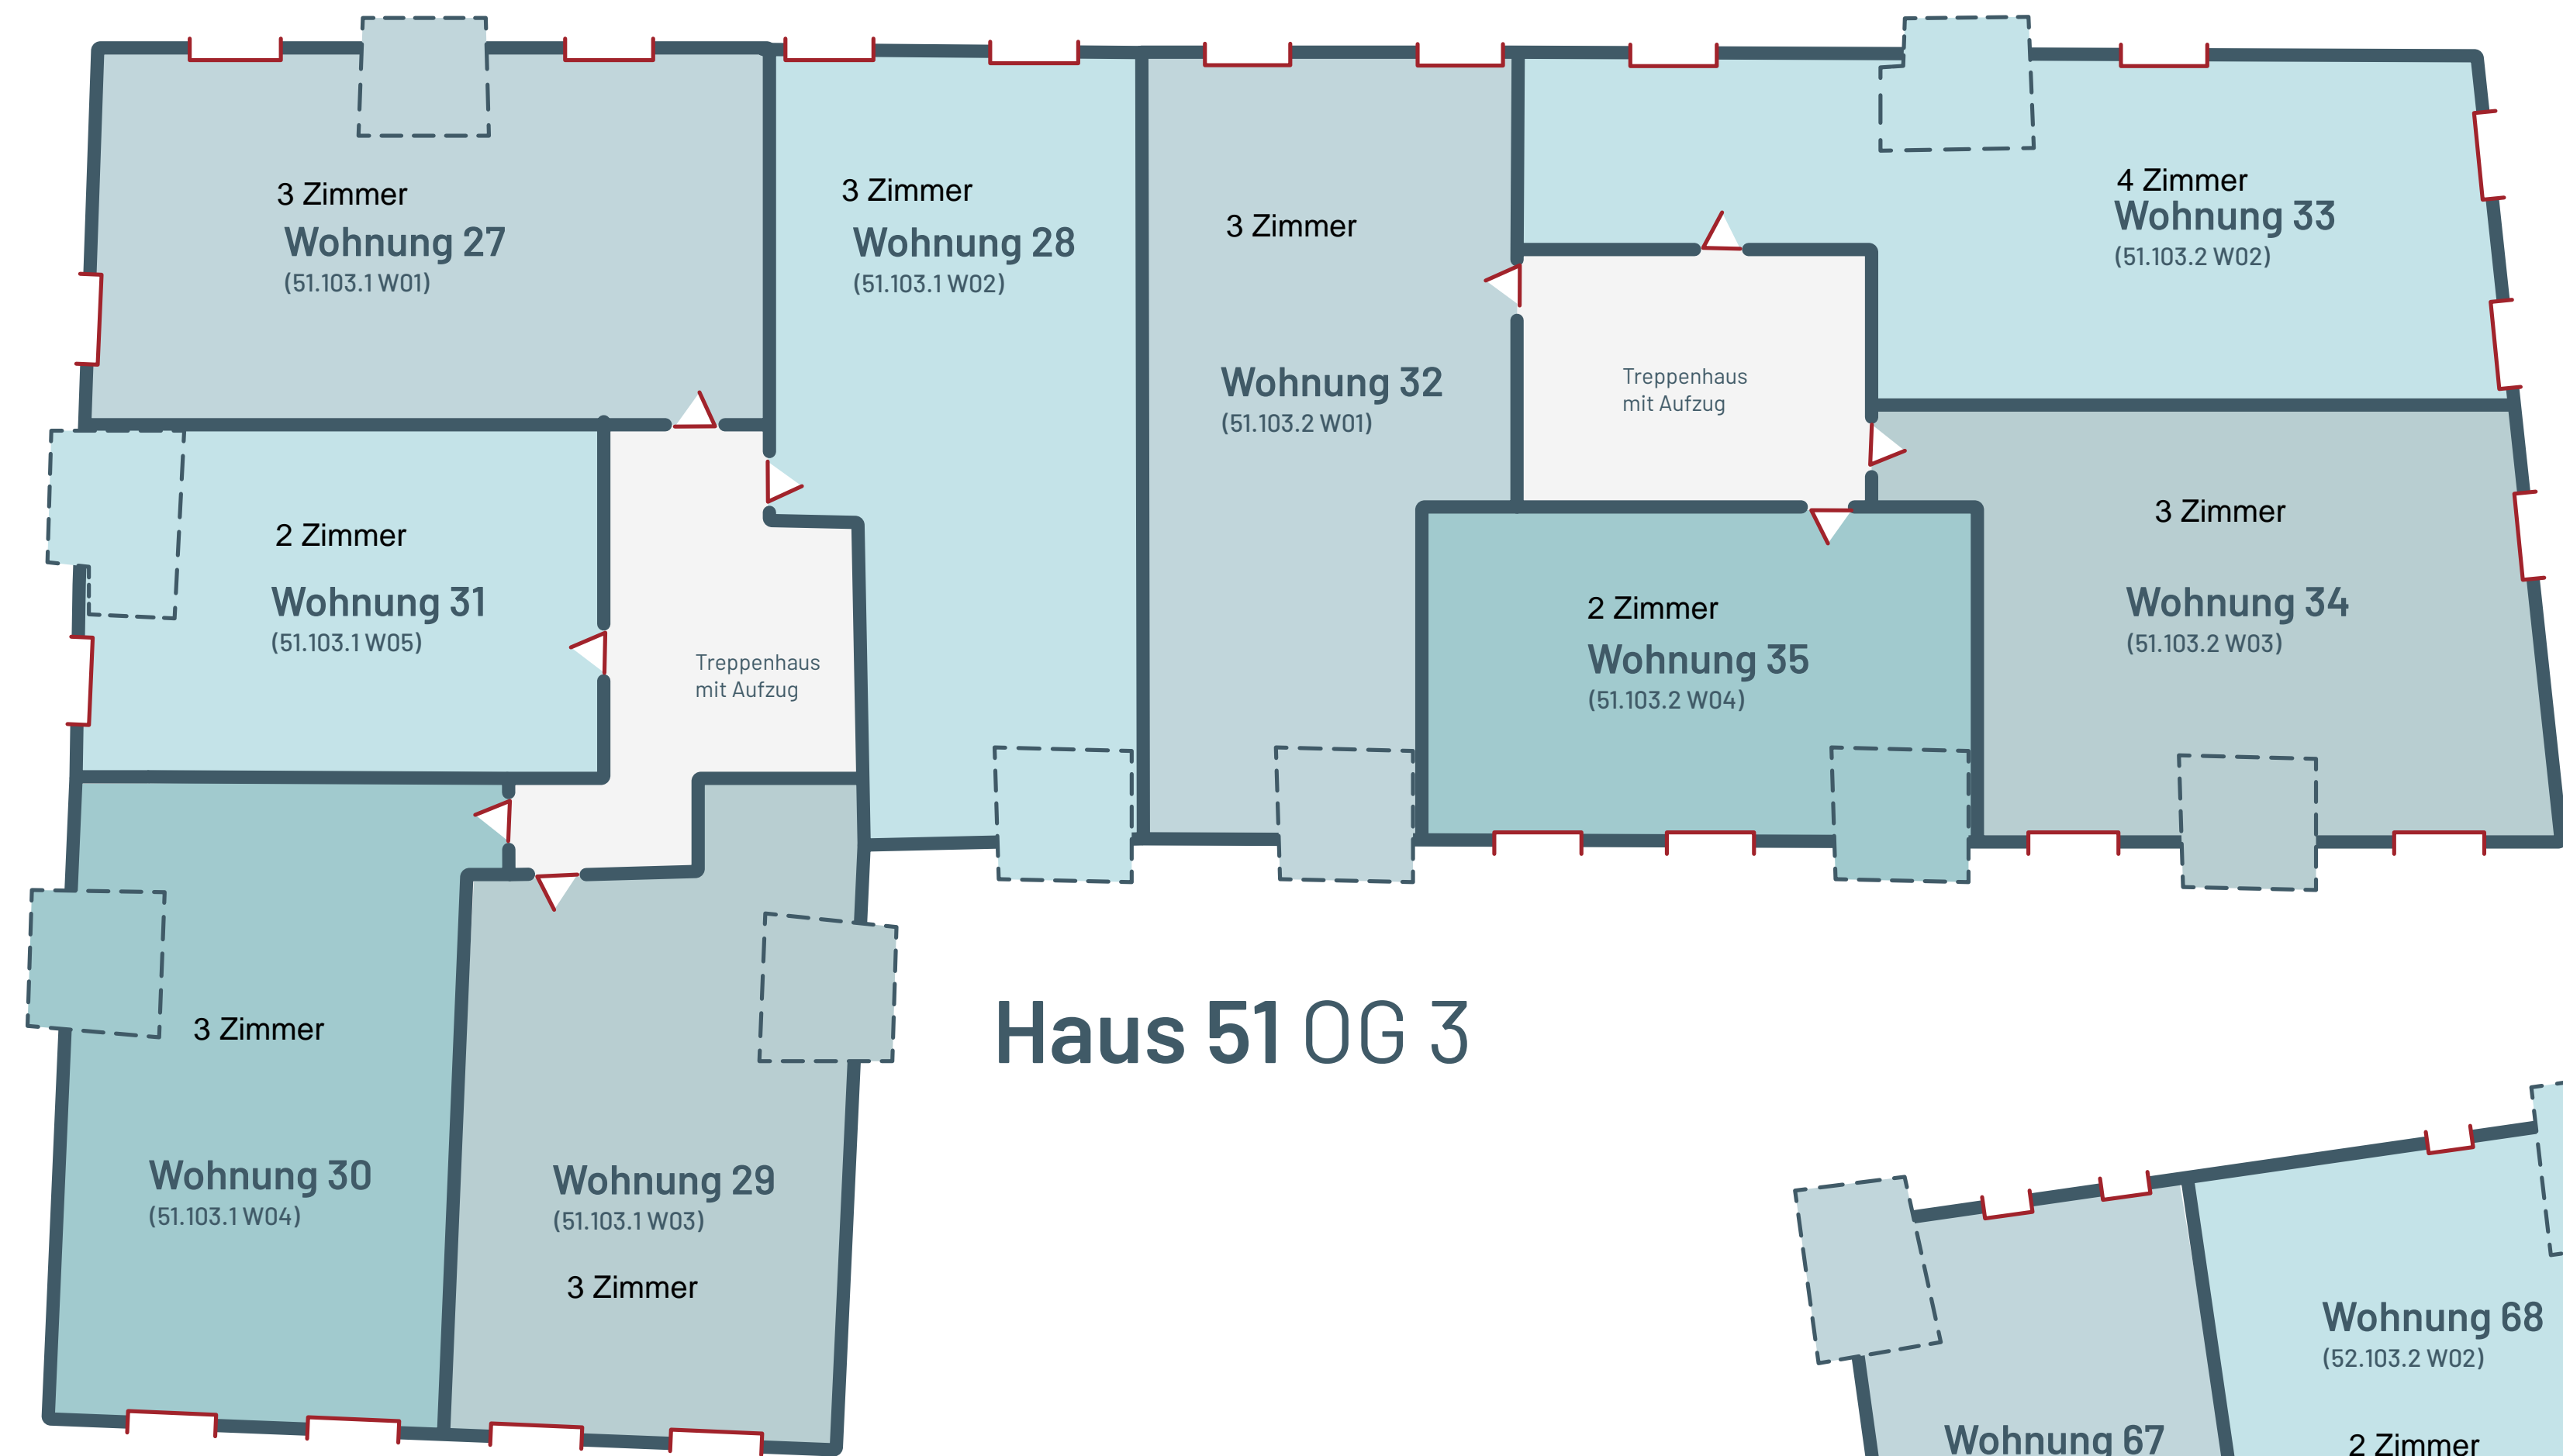 3 Zimmer
Wohnung 27
(51.103.1 W01)
3 Zimmer
Wohnung 28
(51.103.1 W02)
3 Zimmer
Wohnung 32
(51.103.2 W01)
4 Zimmer
Wohnung 33
(51.103.2 W02)
Treppenhaus
mit Aufzug
2 Zimmer
Wohnung 31
(51.103.1 W05)
Treppenhaus
mit Aufzug
2 Zimmer
Wohnung 35
(51.103.2 W04)
3 Zimmer
Wohnung 34
(51.103.2 W03)
3 Zimmer
Wohnung 30
(51.103.1 W04)
Wohnung 29
(51.103.1 W03)
3 Zimmer
Haus 51 OG 3
Wohnung 68
(52.103.2 W02)
2 Zimmer
Wohnung 67